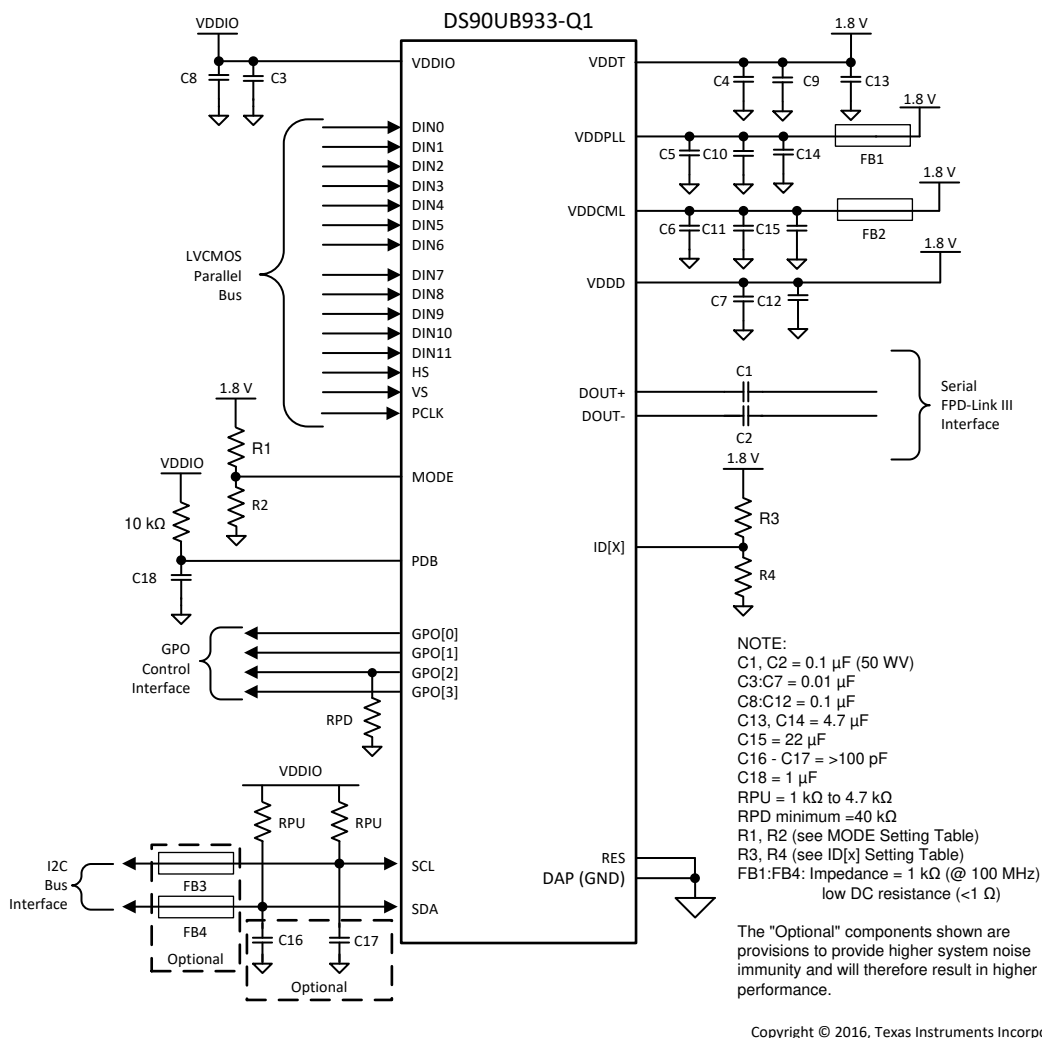 DS90UB933-Q1
VDDIO
C8
C3
VDDIO
DIN0
DIN1
DIN2
DIN3
DIN4
DIN5
DIN6
DIN7
DIN8
DIN9
DIN10
DIN11
HS
VS
PCLK
LVCMOS
Parallel
Bus
1.8 V
R1
R2
MODE
VDDIO
10 kΩ
C18
PDB
GPO[0]
GPO[1]
GPO[2]
GPO[3]
GPO
Control
Interface
RPD
VDDIO
RPU
RPU
I2C
Bus
Interface
FB3
FB4
Optional
SCL
SDA
C16
C17
Optional
1.8 V
VDDT
C4
C9
C13
1.8 V
VDDPLL
C5
C10
C14
FB1
1.8 V
VDDCML
C6
C11
C15
FB2
1.8 V
VDDD
C7
C12
C1
DOUT+
DOUT-
C2
Serial
FPD-Link III
Interface
1.8 V
R3
ID[X]
R4
RES
DAP (GND)
NOTE:
C1, C2 = 0.1 µF (50 WV)
C3:C7 = 0.01 µF
C8:C12 = 0.1 µF
C13, C14 = 4.7 µF
C15 = 22 µF
C16 - C17 = >100 pF
C18 = 1 µF
RPU = 1 kΩ to 4.7 kΩ
RPD minimum =40 kΩ
R1, R2 (see MODE Setting Table)
R3, R4 (see ID[x] Setting Table)
FB1:FB4: Impedance = 1 kΩ (@ 100 MHz)
low DC resistance (<1 Ω)
The "Optional" components shown are
provisions to provide higher system noise
immunity and will therefore result in higher
performance.
Copyright © 2016, Texas Instruments Incorpo